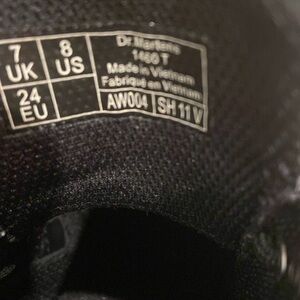 7 UK
8 US
24 EU
Dr.Martens
1460 T
Made in Vietnam
Fabriqué en Vietnam
AW004
SH 11 V